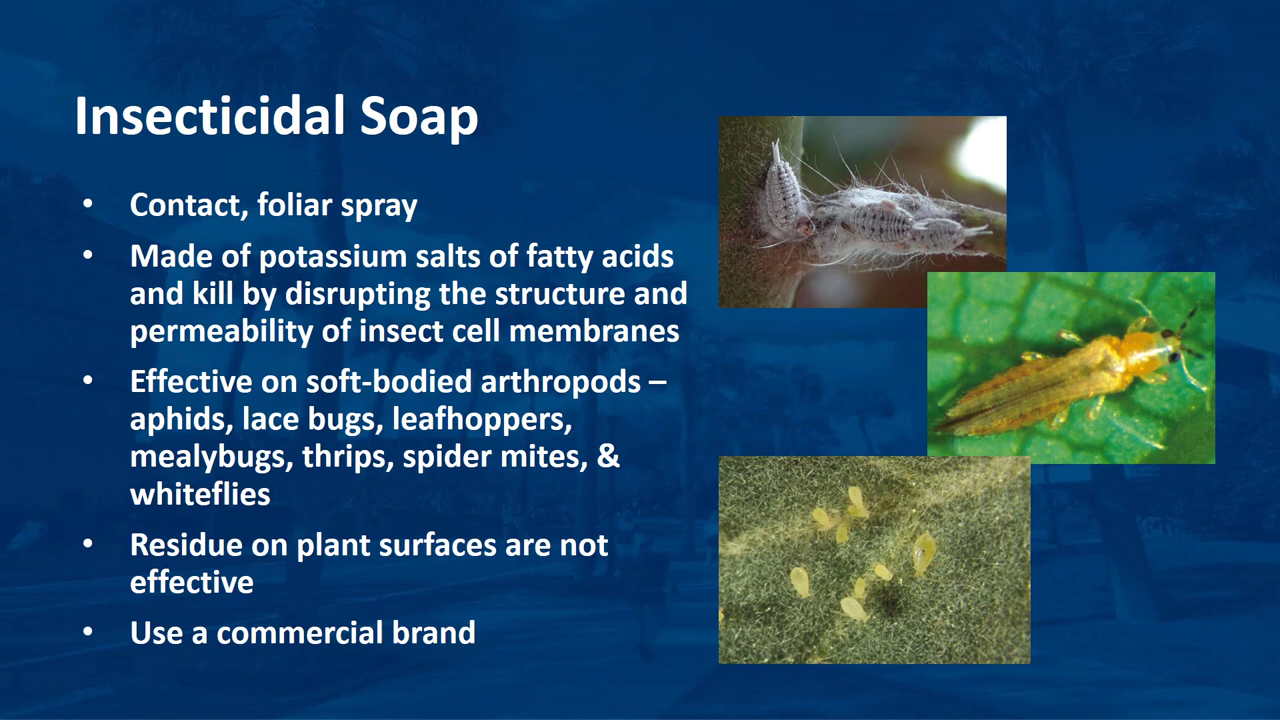 Insecticidal Soap
• Contact, foliar spray
• Made of potassium salts of fatty acids
and kill by disrupting the structure and
permeability of insect cell membranes
• Effective on soft-bodied arthropods –
aphids, lace bugs, leafhoppers,
mealybugs, thrips, spider mites, &
whiteflies
• Residue on plant surfaces are not
effective
• Use a commercial brand